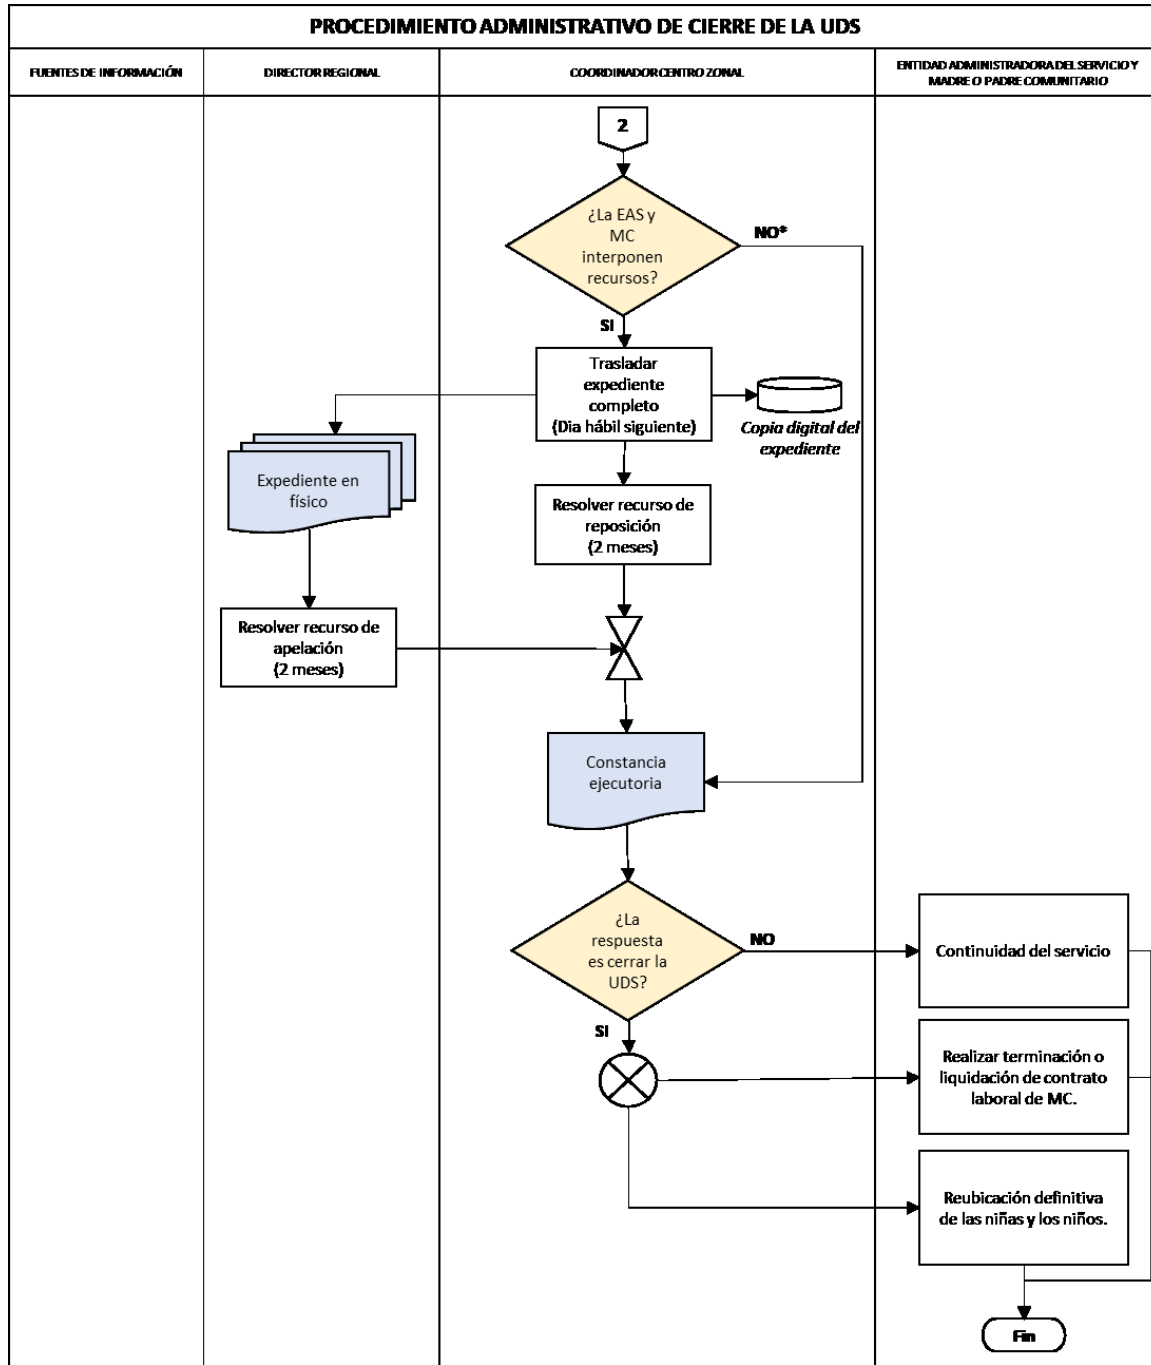 PROCEDIMIENTO ADMINISTRATIVO DE CIERRE DE LA UDS
FUENTES DE INFORMACIÓN
DIRECTOR REGIONAL
COORDINADOR CENTRO ZONAL
ENTIDAD ADMINISTRADORA DEL SERVICIO Y
MADRE O PADRE COMUNITARIO
2
¿La EAS y
MC
interponen
recursos?
NO*
SI
Trasladar
expediente
completo
(Dia hábil siguiente)
Copia digital del
expediente
Expediente en
físico
Resolver recurso de
reposición
(2 meses)
Resolver recurso de
apelación
(2 meses)
Constancia
ejecutoria
¿La
respuesta
es cerrar la
UDS?
NO
SI
Continuidad del servicio
Realizar terminación o
liquidación de contrato
laboral de MC.
Reubicación definitiva
de las niñas y los niños.
Fin